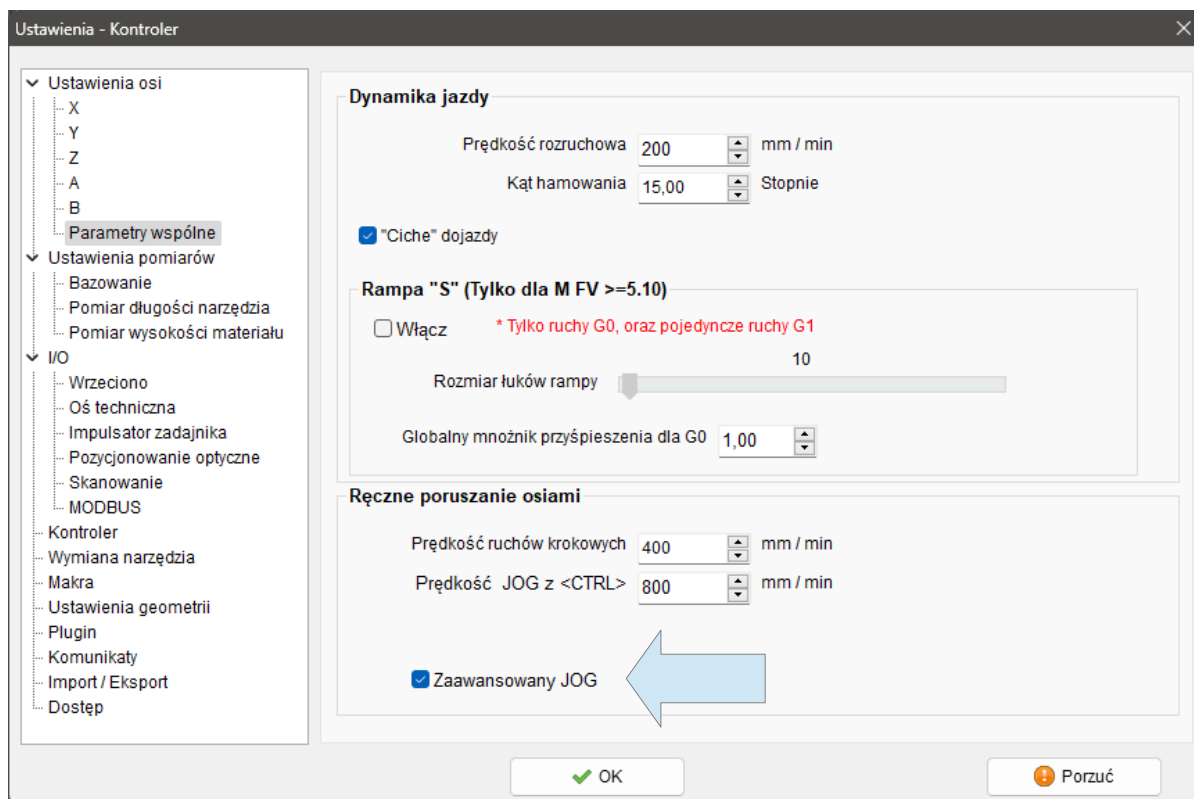 Ustawienia - Kontroler
Ustawienia osi
X
Y
Z
A
B
Parametry wspólne
Ustawienia pomiarów
Bazowanie
Pomiar długości narzędzia
Pomiar wysokości materiału
I/O
Wrzeciono
Oś techniczna
Impulsator zadajnika
Pozycjonowanie optyczne
Skanowanie
MODBUS
Kontroler
Wymiana narzędzia
Makra
Ustawienia geometrii
Plugin
Komunikaty
Import / Eksport
Dostęp
Dynamika jazdy
Prędkość rozruchowa 200 mm / min
Kąt hamowania 15,00 Stopnie
"Ciche" dojazdy
Rampa "S" (Tylko dla M FV >=5.10)
Włącz * Tylko ruchy G0, oraz pojedyncze ruchy G1
10
Rozmiar łuków rampy
Globalny mnożnik przyśpieszenia dla G0 1,00
Ręczne poruszanie osiami
Prędkość ruchów krokowych 400 mm / min
Prędkość JOG z <CTRL> 800 mm / min
Zaawansowany JOG
OK
Porzuć